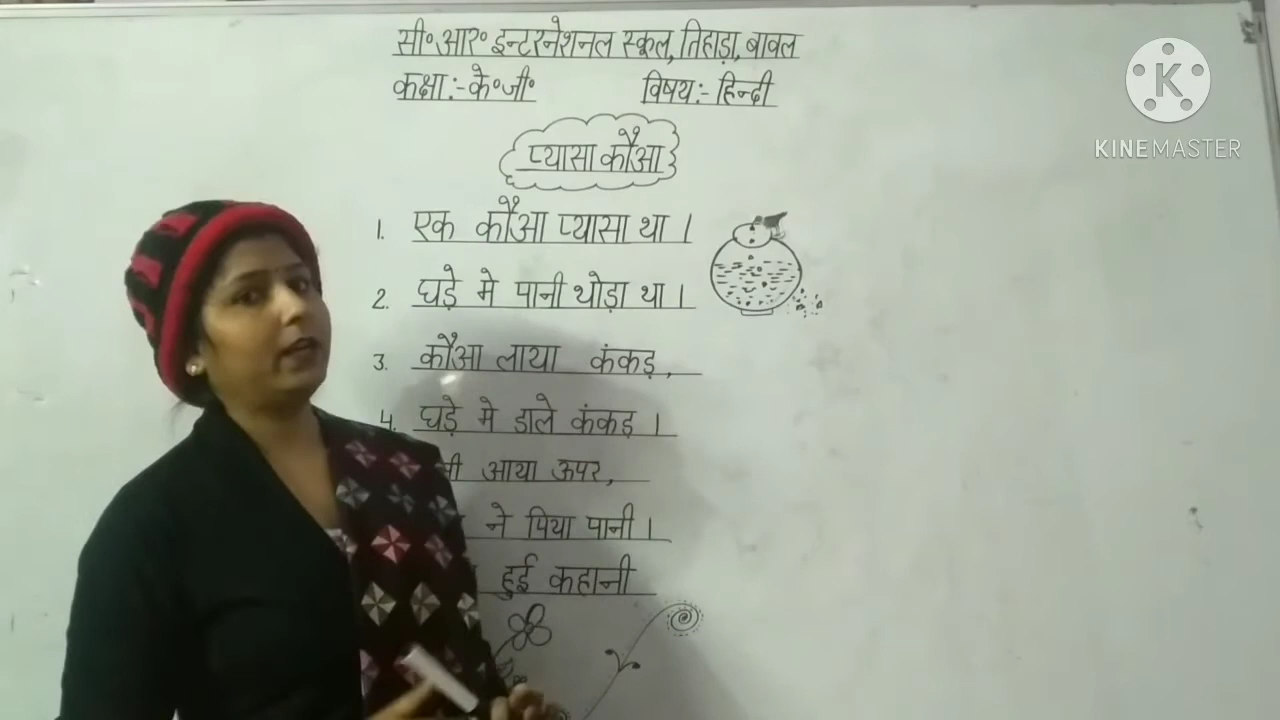 सी॰ आर॰ इन्टरनेशनल स्कूल, तिहाड़ा, बावल
कक्षा:- के॰जी॰ विषय:- हिन्दी
प्यासा कौआ
1. एक कौआ प्यासा था ।
2. घड़े मे पानी थोड़ा था ।
3. कौआ लाया कंकड़,
4. घड़े मे डाले कंकड़ ।
आया ऊपर,
ने पिया पानी ।
हुई कहानी
K
KINEMASTER